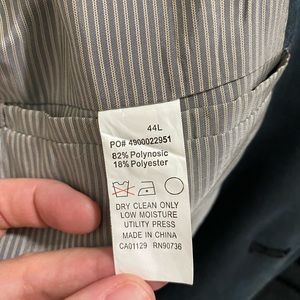 44L
PO# 4900022951
82% Polynosic
18% Polyester
DRY CLEAN ONLY
LOW MOISTURE
UTILITY PRESS
MADE IN CHINA
CA01129 RN90736